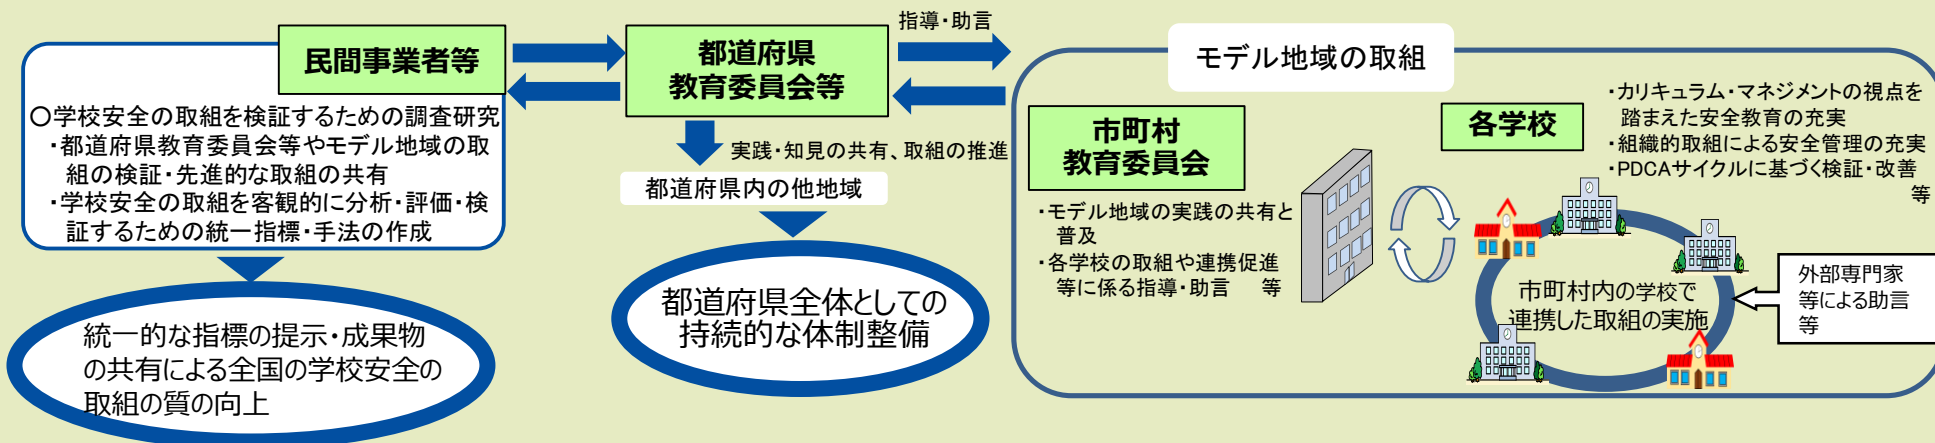 民間事業者等
〇学校安全の取組を検証するための調査研究
・都道府県教育委員会等やモデル地域の取
組の検証・先進的な取組の共有
・学校安全の取組を客観的に分析・評価・検
証するための統一指標・手法の作成
統一的な指標の提示・成果物
の共有による全国の学校安全の
取組の質の向上
都道府県
教育委員会等
指導・助言
実践・知見の共有、取組の推進
都道府県内の他地域
都道府県全体としての
持続的な体制整備
モデル地域の取組
市町村
教育委員会
・モデル地域の実践の共有と
普及
・各学校の取組や連携促進
等に係る指導・助言　等
各学校
・カリキュラム・マネジメントの視点を
踏まえた安全教育の充実
・組織的取組による安全管理の充実
・PDCAサイクルに基づく検証・改善
等
市町村内の学校で
連携した取組の実施
外部専門家
等による助言
等